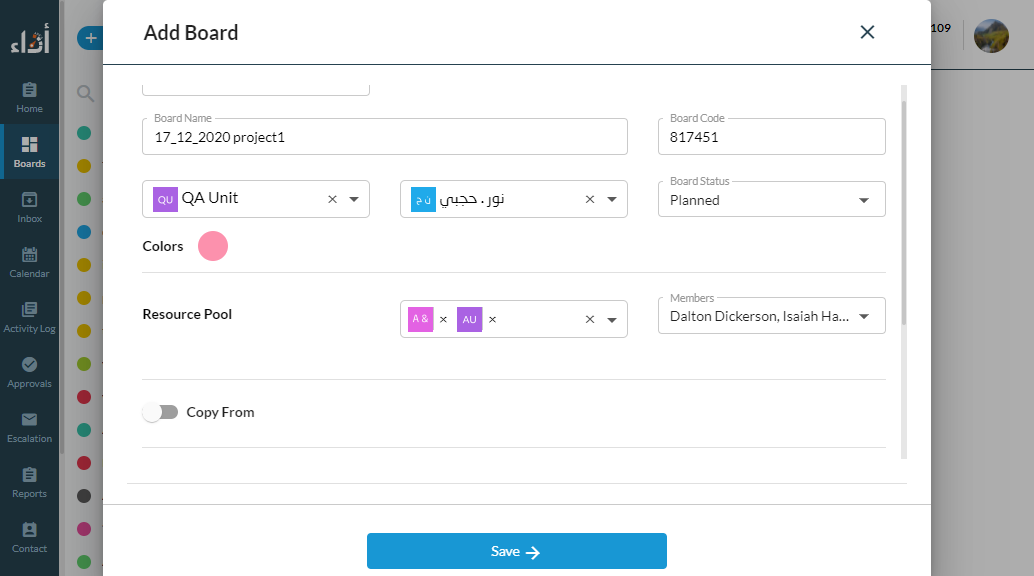 أداء
Home
Boards
Inbox
Calendar
Activity Log
Approvals
Escalation
Reports
Contact
109
Add Board
Board Name
17_12_2020 project1
Board Code
817451
QU QA Unit
ن ح نور . حجبي
Board Status
Planned
Colors
Resource Pool
A &
AU
Members
Dalton Dickerson, Isaiah Ha...
Copy From
Save